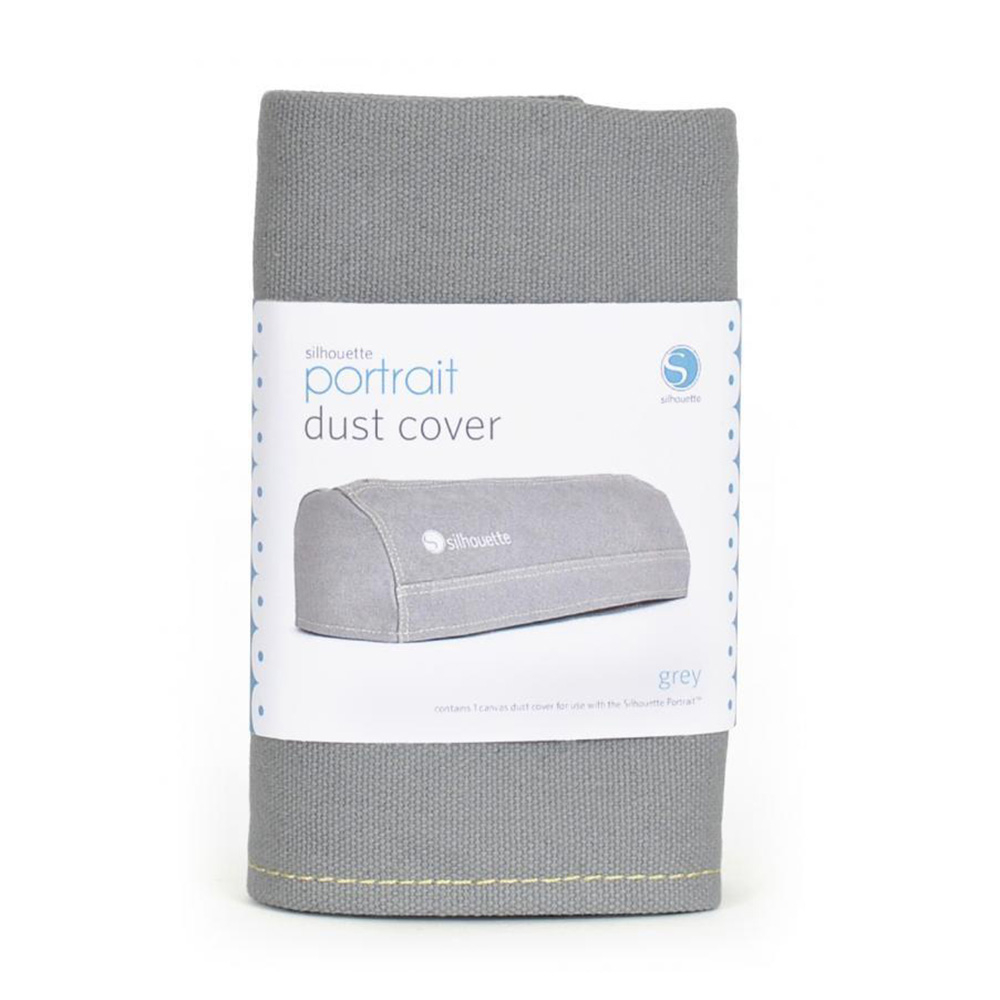 silhouette
portrait
dust cover
S
silhouette
S silhouette
grey
contains 1 canvas dust cover for use with the Silhouette Portrait™